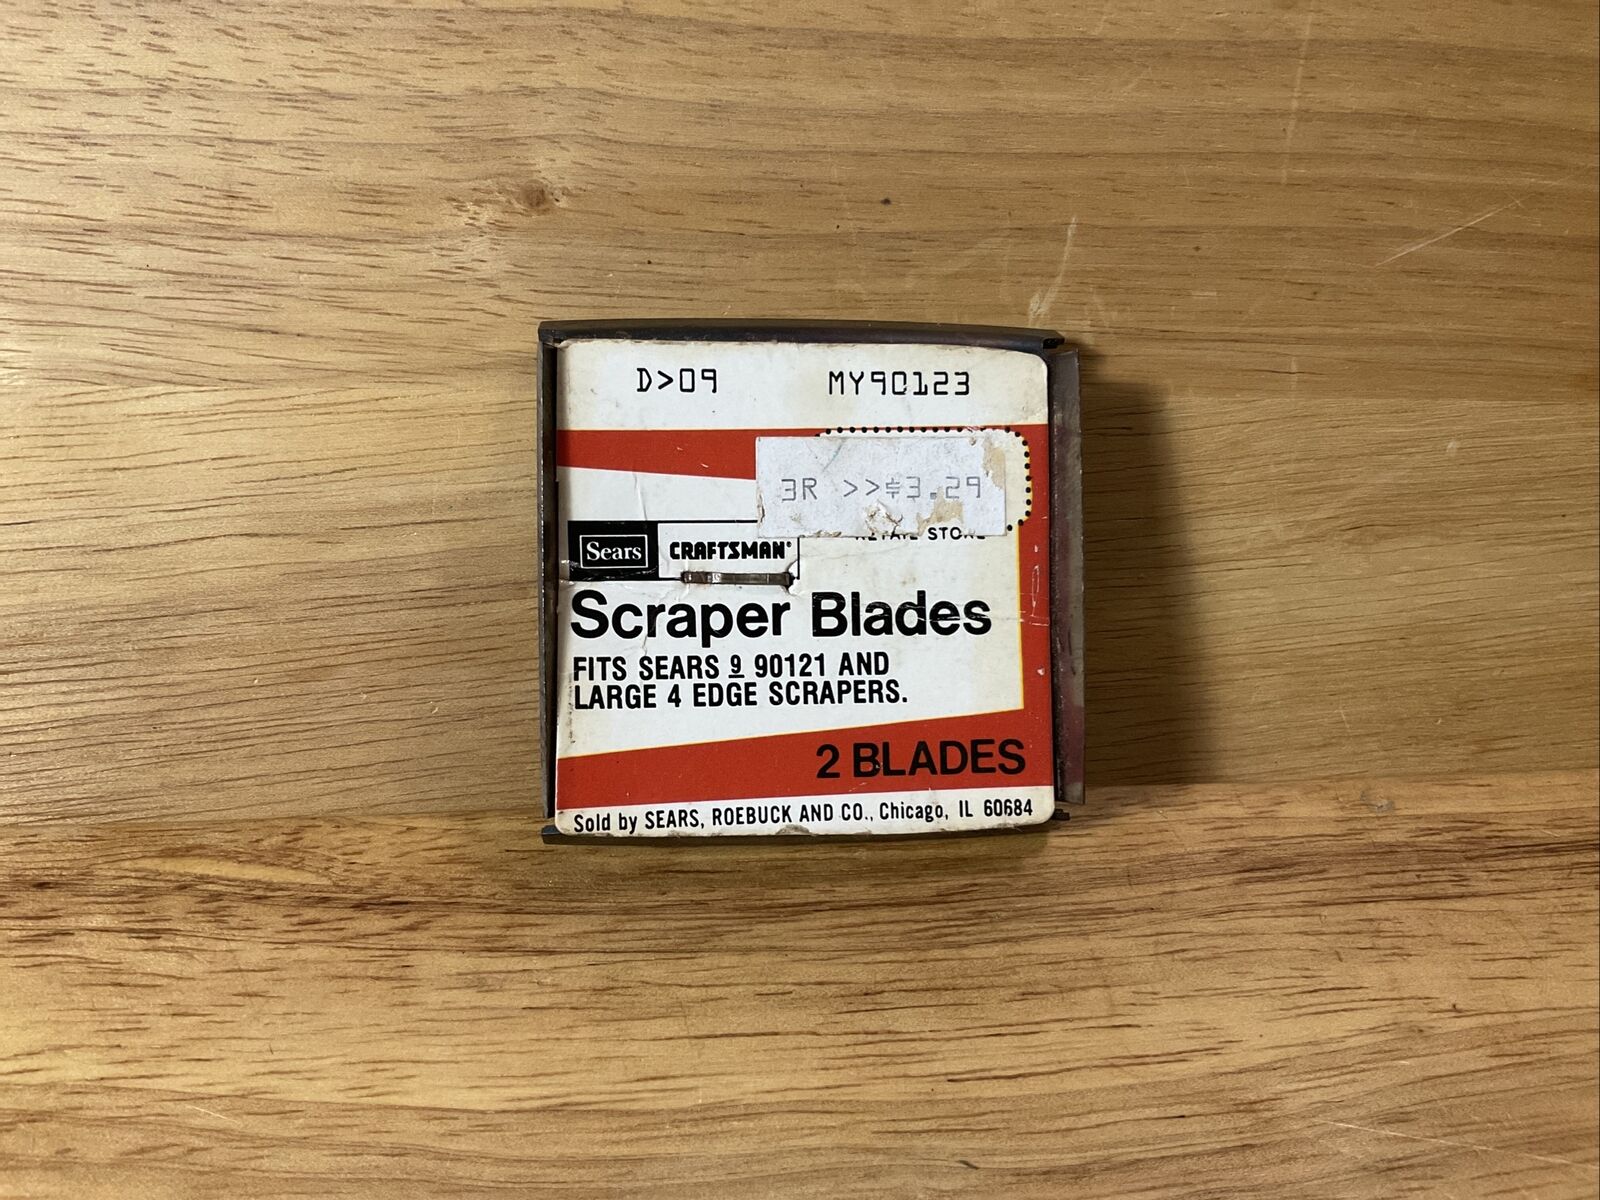 D>09 MY90123
3R >>$3.29
STORE
Sears CRAFTSMAN®
Scraper Blades
FITS SEARS 9 90121 AND
LARGE 4 EDGE SCRAPERS.
2 BLADES
Sold by SEARS, ROEBUCK AND CO., Chicago, IL 60684